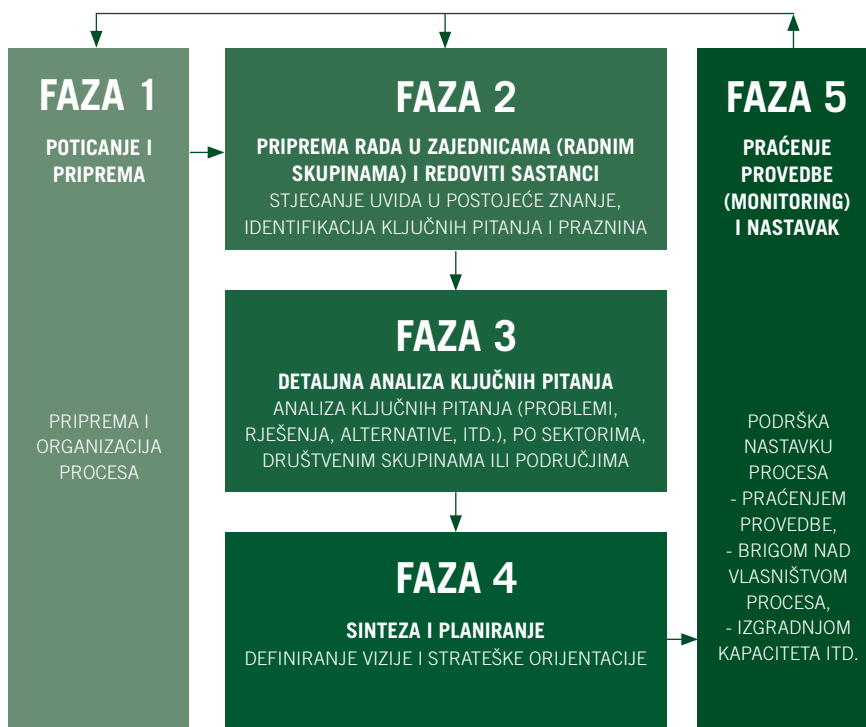 FAZA 1
POTICANJE I
PRIPREMA
PRIPREMA I
ORGANIZACIJA
PROCESA
FAZA 2
PRIPREMA RADA U ZAJEDNICAMA (RADNIM
SKUPINAMA) I REDOVITI SASTANCI
STJECANJE UVIDA U POSTOJEĆE ZNANJE,
IDENTIFIKACIJA KLJUČNIH PITANJA I PRAZNINA
FAZA 3
DETALJNA ANALIZA KLJUČNIH PITANJA
ANALIZA KLJUČNIH PITANJA (PROBLEMI,
RJEŠENJA, ALTERNATIVE, ITD.), PO SEKTORIMA,
DRUŠTVENIM SKUPINAMA ILI PODRUČJIMA
FAZA 4
SINTEZA I PLANIRANJE
DEFINIRANJE VIZIJE I STRATEŠKE ORIJENTACIJE
FAZA 5
PRAĆENJE
PROVEDBE
(MONITORING)
I NASTAVAK
PODRŠKA
NASTAVKU
PROCESA
- PRAĆENJEM
PROVEDBE,
- BRIGOM NAD
VLASNIŠTVOM
PROCESA,
- IZGRADNJOM
KAPACITETA ITD.